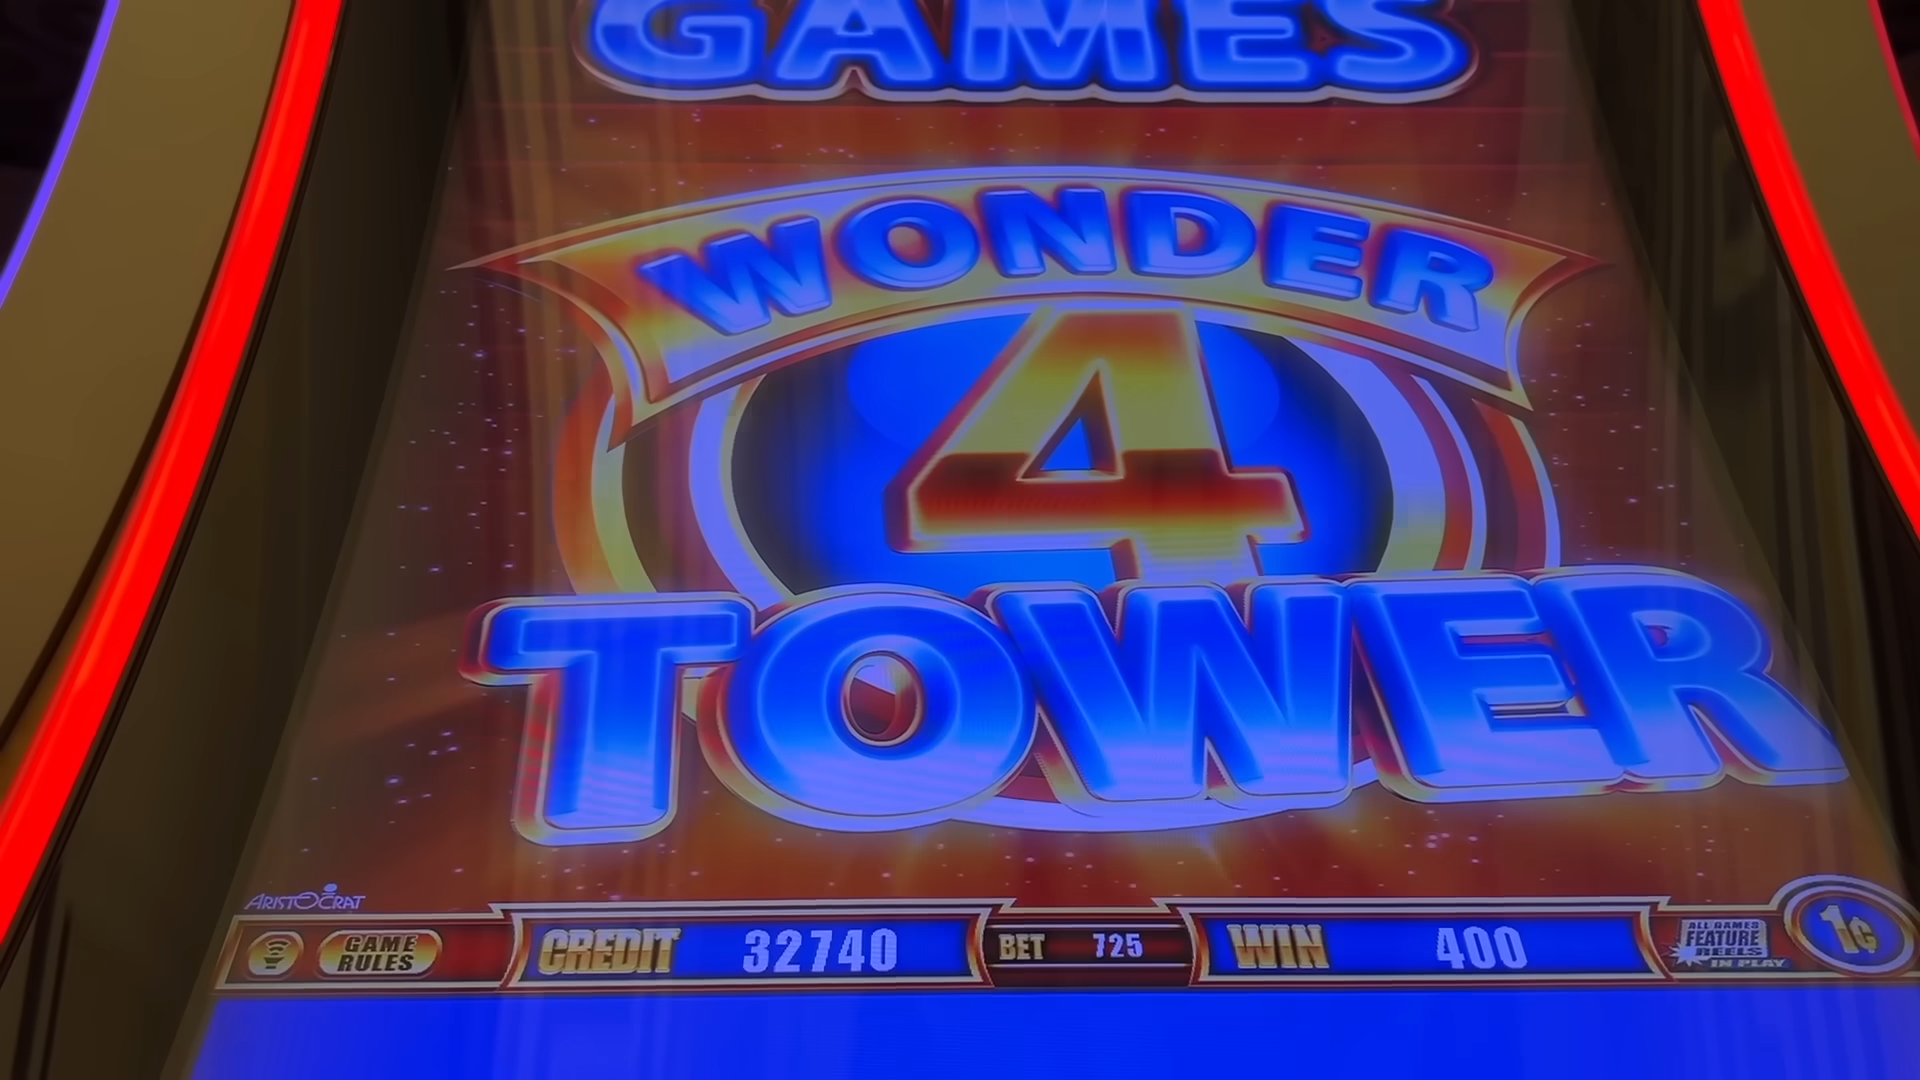 GAMES
WONDER
4
TOWER
ARISTOCRAT
GAME
RULES
CREDIT 32740
BET 725
WIN 400
ALL GAMES
FEATURE
REELS
IN PLAY
1¢